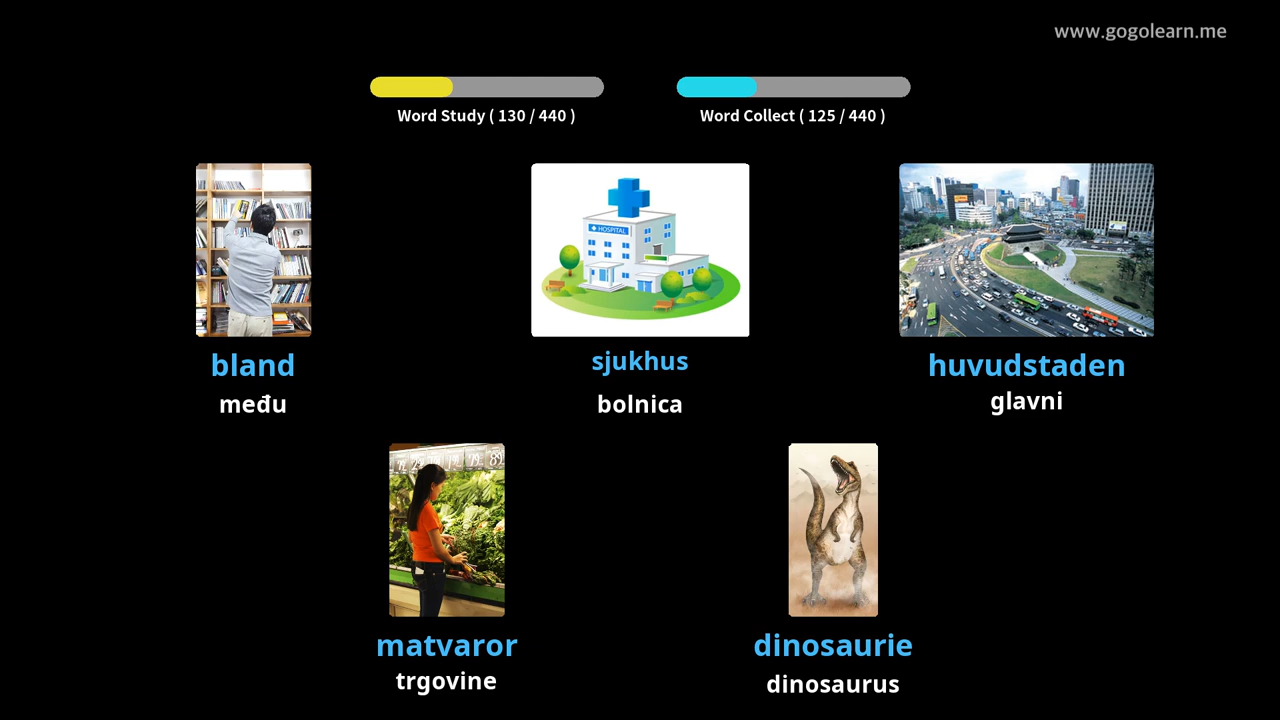 www.gogolearn.me
Word Study ( 130 / 440 )
Word Collect ( 125 / 440 )
HOSPITAL
bland
među
sjukhus
bolnica
huvudstaden
glavni
matvaror
trgovine
dinosaurie
dinosaurus